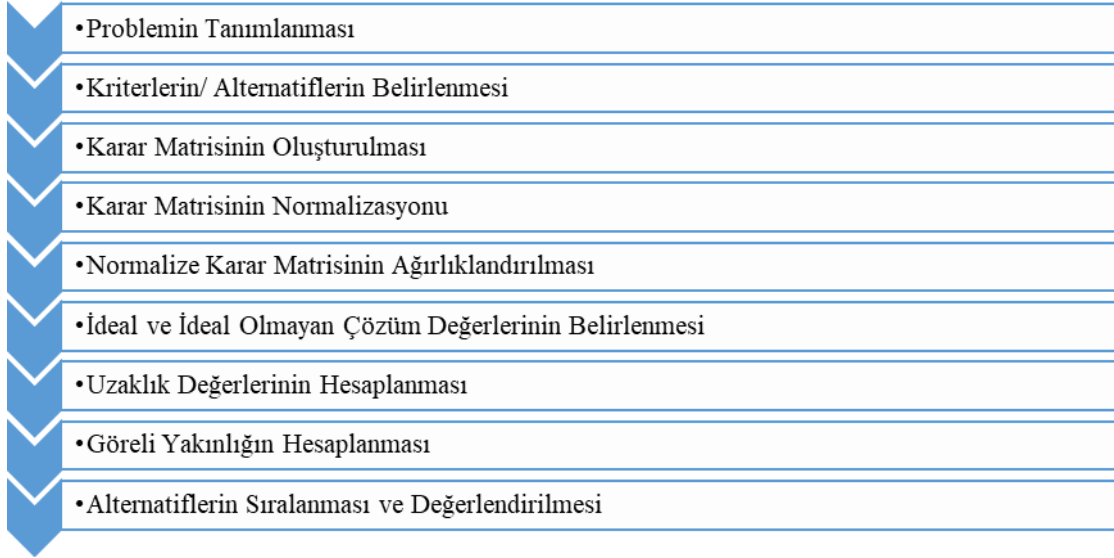 •Problemin Tanımlanması
•Kriterlerin/ Alternatiflerin Belirlenmesi
•Karar Matrisinin Oluşturulması
•Karar Matrisinin Normalizasyonu
•Normalize Karar Matrisinin Ağırlıklandırılması
•İdeal ve İdeal Olmayan Çözüm Değerlerinin Belirlenmesi
•Uzaklık Değerlerinin Hesaplanması
•Göreli Yakınlığın Hesaplanması
•Alternatiflerin Sıralanması ve Değerlendirilmesi